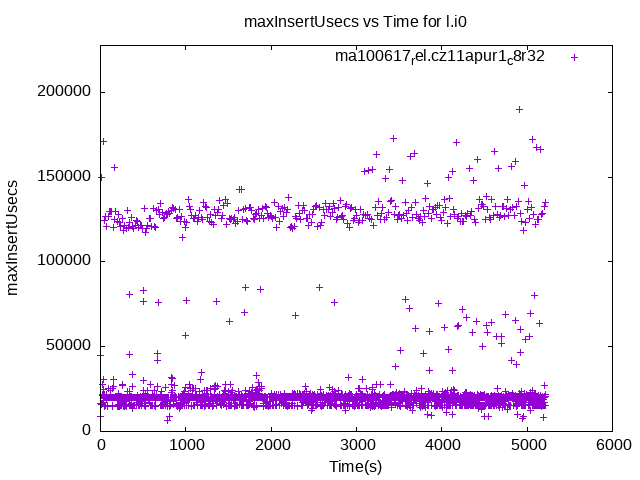 maxInsertUsecs vs Time for l.i0
ma100617rel.cz11apur1c8r32
200000
150000
100000
50000
0
maxInsertUsecs
0 1000 2000 3000 4000 5000 6000
Time(s)